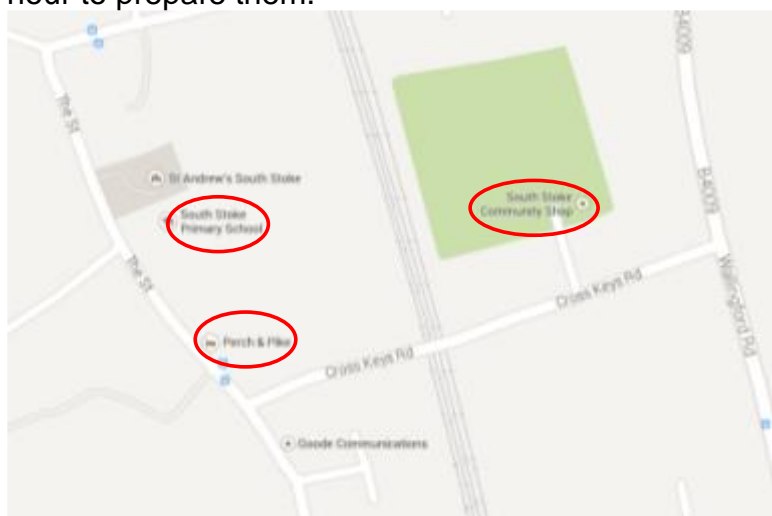 hour to prepare them.
B4009
The St
St Andrew's South Stoke
South Stoke
Primary School
South Stoke
Community Shop
B4009
The St
Cross Keys Rd
Wallingford Rd
Perch & Pike
Cross Keys Rd
Goode Communications